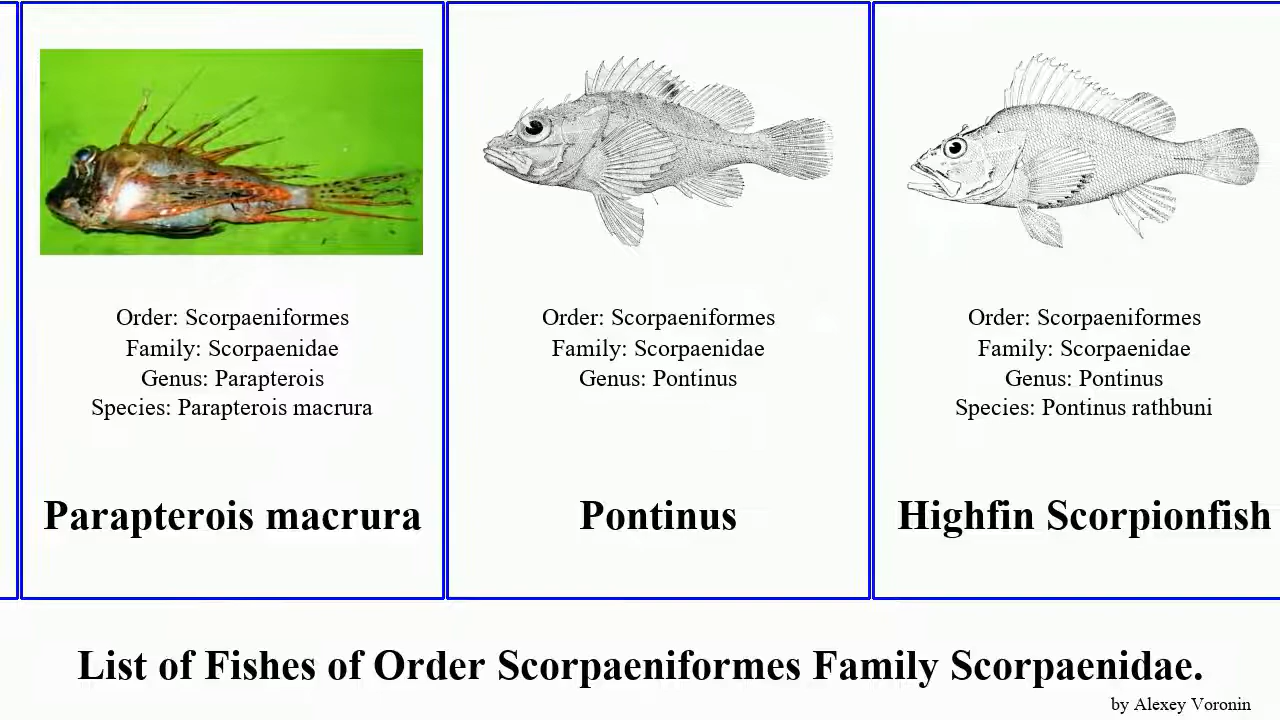 Order: Scorpaeniformes
Family: Scorpaenidae
Genus: Parapterois
Species: Parapterois macrura
Parapterois macrura
Order: Scorpaeniformes
Family: Scorpaenidae
Genus: Pontinus
Pontinus
Order: Scorpaeniformes
Family: Scorpaenidae
Genus: Pontinus
Species: Pontinus rathbuni
Highfin Scorpionfish
List of Fishes of Order Scorpaeniformes Family Scorpaenidae.
by Alexey Voronin